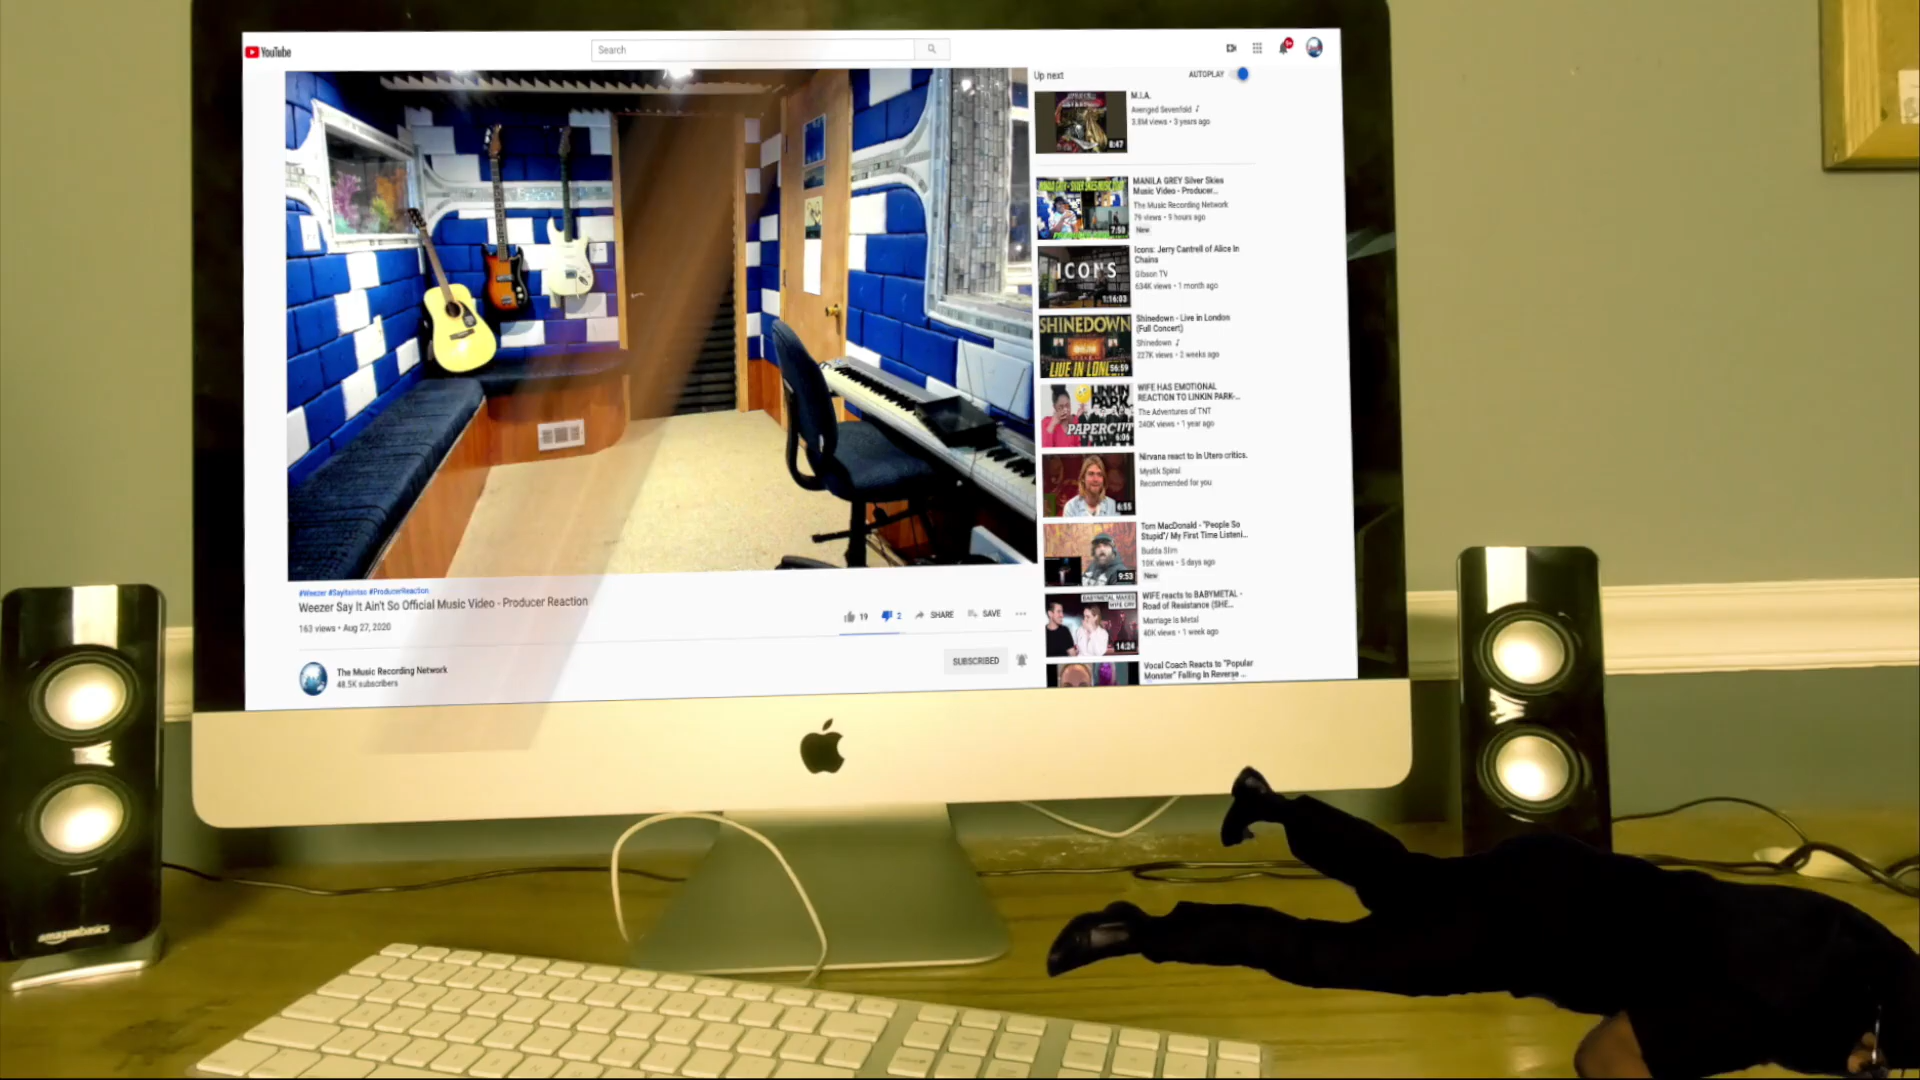 YouTube
Search
Up next
AUTOPLAY
M.I.A.
Avenged Sevenfold
3.8M views • 3 years ago
8:47
MANILA GREY Silver Skies
Music Video - Producer...
The Music Recording Network
79 views • 9 hours ago
New
7:50
Icons: Jerry Cantrell of Alice In
Chains
Gibson TV
634K views • 1 month ago
ICONS
1:16:03
Shinedown - Live in London
(Full Concert)
Shinedown
227K views • 2 weeks ago
SHINEDOWN
LIVE IN
56:59
WIFE HAS EMOTIONAL
REACTION TO LINKIN PARK-...
The Adventures of TNT
240K views • 1 year ago
LINKIN
PARK
PAPERCUT
6:06
Nirvana react to In Utero critics.
Mystik Spiral
Recommended for you
6:55
Tom MacDonald - "People So
Stupid"/ My First Time Listeni...
Budda Slim
10K views • 5 days ago
New
9:53
WIFE reacts to BABYMETAL -
Road of Resistance (SHE...
Marriage Is Metal
40K views • 1 week ago
BABYMETAL MAKES
WIFE CRY
14:24
Vocal Coach Reacts to "Popular
Monster" Falling In Reverse ...
#Weezer #SayItAintso #ProducerReaction
Weezer Say It Ain't So Official Music Video - Producer Reaction
163 views • Aug 27, 2020
19
2
SHARE
SAVE
The Music Recording Network
48.5K subscribers
SUBSCRIBED
amazonbasics